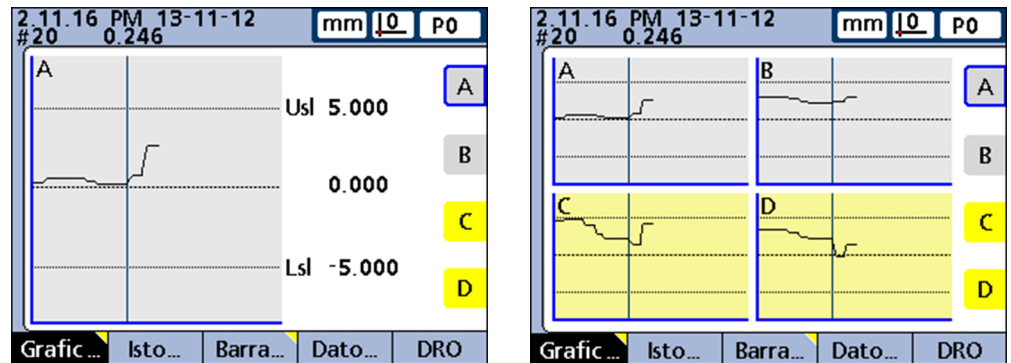 2.11.16 PM 13-11-12
#20 0.246
mm 0 P0
A
Usl 5.000
0.000
Lsl -5.000
A
B
C
D
Grafic ... Isto... Barra... Dato... DRO
2.11.16 PM 13-11-12
#20 0.246
mm 0 P0
A B
C D
A
B
C
D
Grafic ... Isto... Barra... Dato... DRO